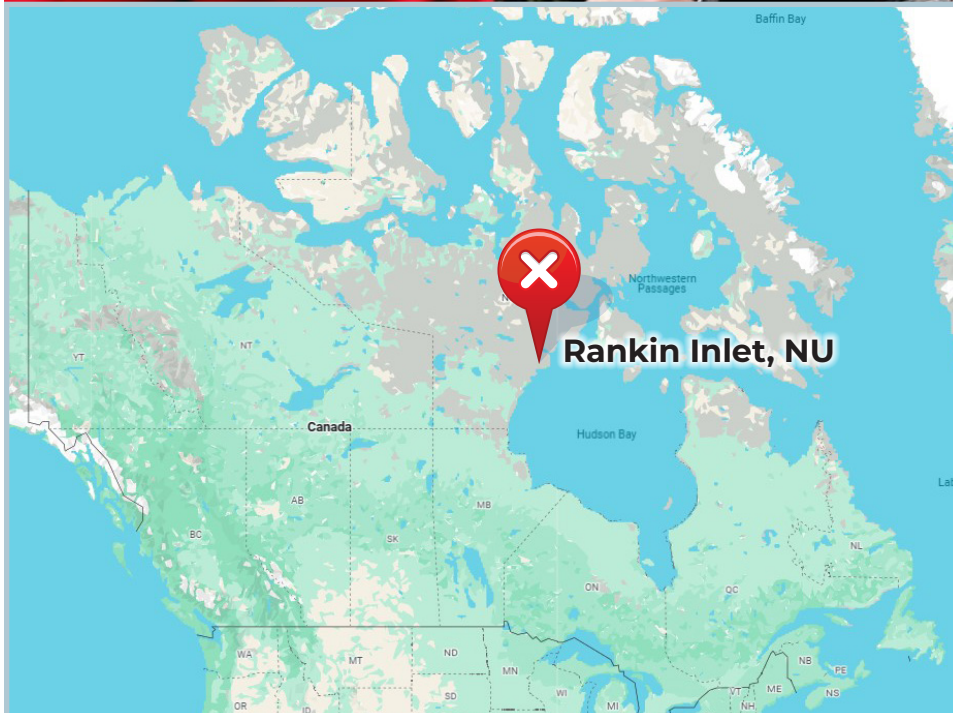 Baffin Bay
Northwestern
Passages
Rankin Inlet, NU
YT
NT
Canada
Hudson Bay
AB
MB
BC
SK
NL
ON
QC
WA
MT
ND
MN
NB
PE
OR
SD
WI
MI
VT
NH
ME
NS